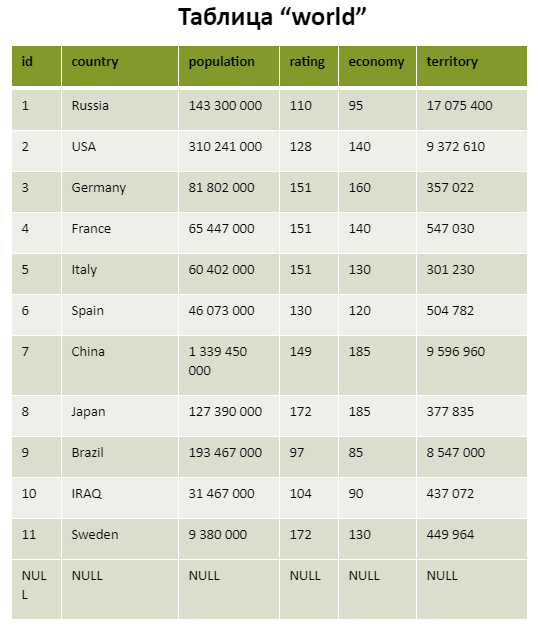 Таблица “world”
id country population rating economy territory
1 Russia 143 300 000 110 95 17 075 400
2 USA 310 241 000 128 140 9 372 610
3 Germany 81 802 000 151 160 357 022
4 France 65 447 000 151 140 547 030
5 Italy 60 402 000 151 130 301 230
6 Spain 46 073 000 130 120 504 782
7 China 1 339 450 149 185 9 596 960
000
8 Japan 127 390 000 172 185 377 835
9 Brazil 193 467 000 97 85 8 547 000
10 IRAQ 31 467 000 104 90 437 072
11 Sweden 9 380 000 172 130 449 964
NUL NULL NULL NULL NULL NULL
L